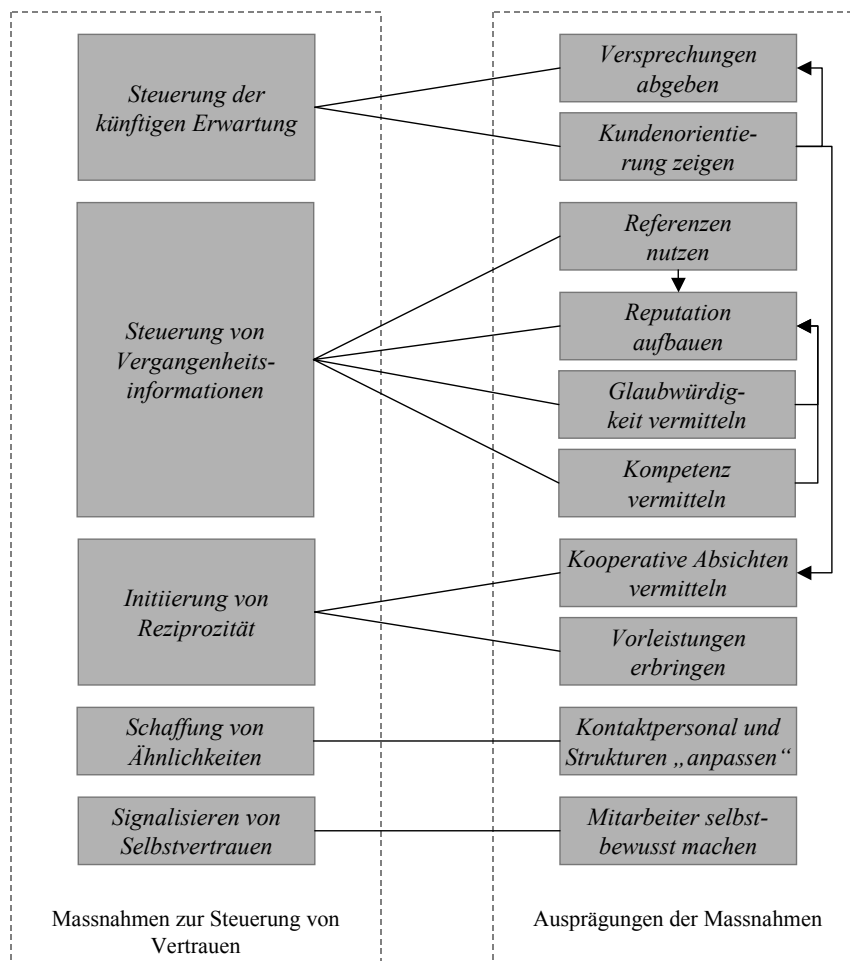 Steuerung der
künftigen Erwartung
Versprechungen
abgeben
Kundenorientie-
rung zeigen
Steuerung von
Vergangenheits-
informationen
Referenzen
nutzen
Reputation
aufbauen
Glaubwürdig-
keit vermitteln
Kompetenz
vermitteln
Initiierung von
Reziprozität
Kooperative Absichten
vermitteln
Vorleistungen
erbringen
Schaffung von
Ähnlichkeiten
Kontaktpersonal und
Strukturen „anpassen“
Signalisieren von
Selbstvertrauen
Mitarbeiter selbst-
bewusst machen
Massnahmen zur Steuerung von
Vertrauen
Ausprägungen der Massnahmen